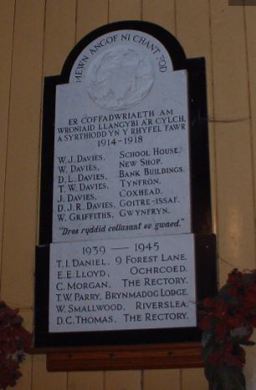 MEWN ANGOF NI CHANT FOD
ER COFFADWRIAETH AM
WRONIAID LLANGYBI A'R CYLCH,
A SYRTHIODD YN Y RHYFEL FAWR
1914-1918
W.J. DAVIES, SCHOOL HOUSE.
W. DAVIES, NEW SHOP.
D.L. DAVIES, BANK BUILDINGS.
T.W. DAVIES, TYNFRON.
J. DAVIES, COXHEAD.
D.J.R. DAVIES, GOITRE-ISSAF.
W. GRIFFITHS, GWYNFRYN.
"Dros ryddid collasant eu gwaed."
1939 — 1945
T.I. DANIEL, 9 FOREST LANE.
E.E. LLOYD, OCHRCOED.
C. MORGAN, THE RECTORY.
T.W. PARRY, BRYNMADOG LODGE.
W. SMALLWOOD, RIVERSLEA.
D.C. THOMAS, THE RECTORY.